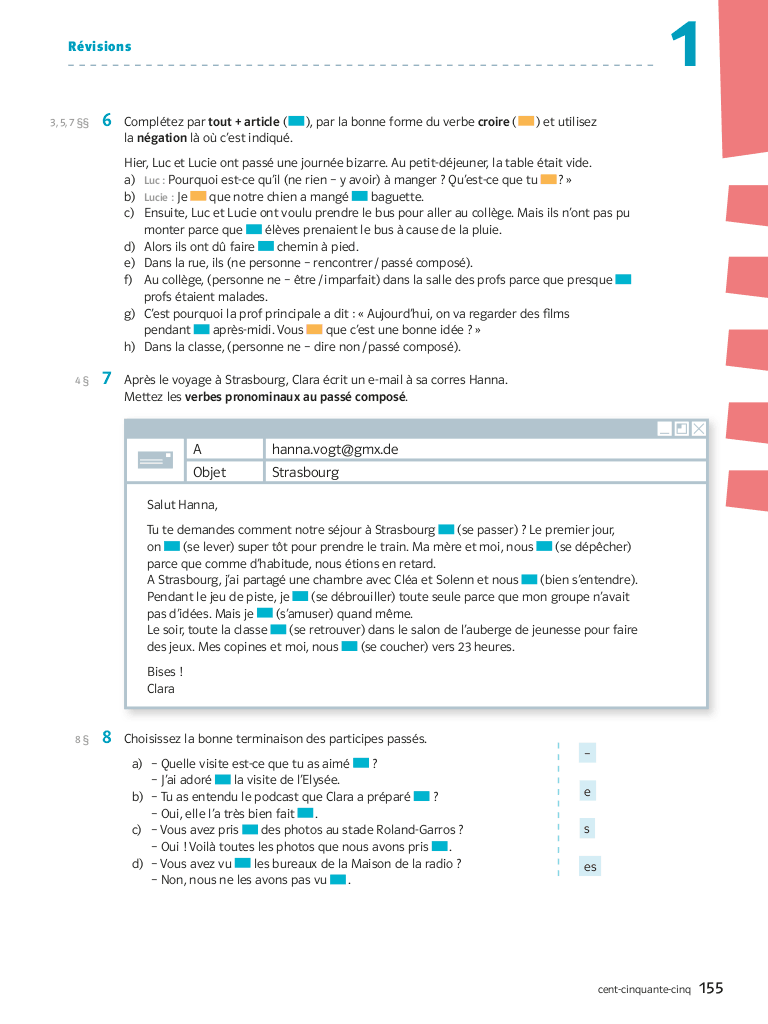 Révisions
1
3, 5, 7 §§
6 Complétez par tout + article ( ), par la bonne forme du verbe croire ( ) et utilisez
la négation là où c'est indiqué.
Hier, Luc et Lucie ont passé une journée bizarre. Au petit-déjeuner, la table était vide.
a) Luc : Pourquoi est-ce qu'il (ne rien – y avoir) à manger ? Qu'est-ce que tu ? »
b) Lucie : Je que notre chien a mangé baguette.
c) Ensuite, Luc et Lucie ont voulu prendre le bus pour aller au collège. Mais ils n'ont pas pu
monter parce que élèves prenaient le bus à cause de la pluie.
d) Alors ils ont dû faire chemin à pied.
e) Dans la rue, ils (ne personne – rencontrer / passé composé).
f) Au collège, (personne ne – être / imparfait) dans la salle des profs parce que presque
profs étaient malades.
g) C'est pourquoi la prof principale a dit : « Aujourd'hui, on va regarder des films
pendant après-midi. Vous que c'est une bonne idée ? »
h) Dans la classe, (personne ne – dire non / passé composé).
4 §
7 Après le voyage à Strasbourg, Clara écrit un e-mail à sa corres Hanna.
Mettez les verbes pronominaux au passé composé.
A hanna.vogt@gmx.de
Objet Strasbourg
Salut Hanna,
Tu te demandes comment notre séjour à Strasbourg (se passer) ? Le premier jour,
on (se lever) super tôt pour prendre le train. Ma mère et moi, nous (se dépêcher)
parce que comme d'habitude, nous étions en retard.
A Strasbourg, j'ai partagé une chambre avec Cléa et Solenn et nous (bien s'entendre).
Pendant le jeu de piste, je (se débrouiller) toute seule parce que mon groupe n'avait
pas d'idées. Mais je (s'amuser) quand même.
Le soir, toute la classe (se retrouver) dans le salon de l'auberge de jeunesse pour faire
des jeux. Mes copines et moi, nous (se coucher) vers 23 heures.
Bises !
Clara
8 §
8 Choisissez la bonne terminaison des participes passés.
a) – Quelle visite est-ce que tu as aimé ?
– J'ai adoré la visite de l'Elysée.
b) – Tu as entendu le podcast que Clara a préparé ?
– Oui, elle l'a très bien fait .
c) – Vous avez pris des photos au stade Roland-Garros ?
– Oui ! Voilà toutes les photos que nous avons pris .
d) – Vous avez vu les bureaux de la Maison de la radio ?
– Non, nous ne les avons pas vu .
–
e
s
es
cent-cinquante-cinq 155